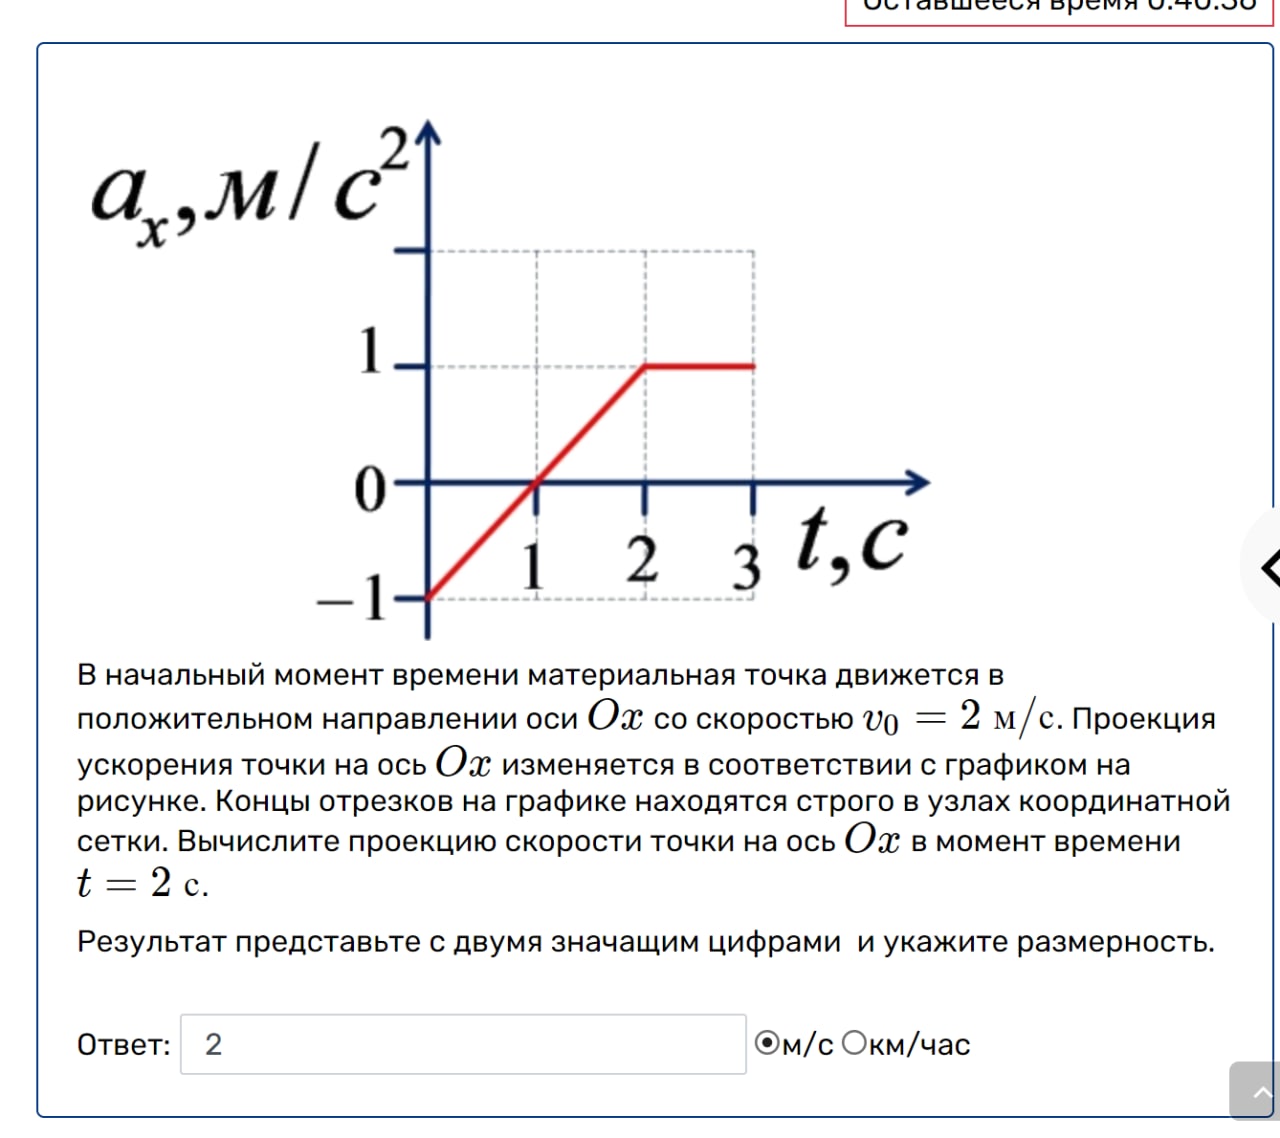 Оставшееся время 0:40:38
aₓ,м/с²
1
0
1 2 3 t,c
−1
В начальный момент времени материальная точка движется в
положительном направлении оси Ox со скоростью v₀ = 2 м/с. Проекция
ускорения точки на ось Ox изменяется в соответствии с графиком на
рисунке. Концы отрезков на графике находятся строго в узлах координатной
сетки. Вычислите проекцию скорости точки на ось Ox в момент времени
t = 2 с.
Результат представьте с двумя значащим цифрами и укажите размерность.
Ответ: 2 м/с км/час